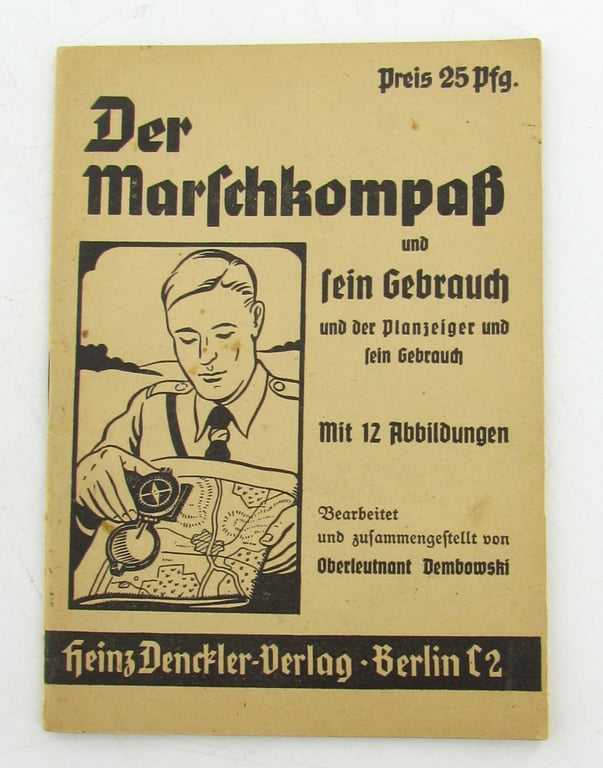 Preis 25 Pfg.
Der
Marſchkompaß
und
ſein Gebrauch
und der Planzeiger und
ſein Gebrauch
Mit 12 Abbildungen
Bearbeitet
und zuſammengeſtellt von
Oberleutnant Dembowski
Heinz Denckler-Verlag · Berlin C 2